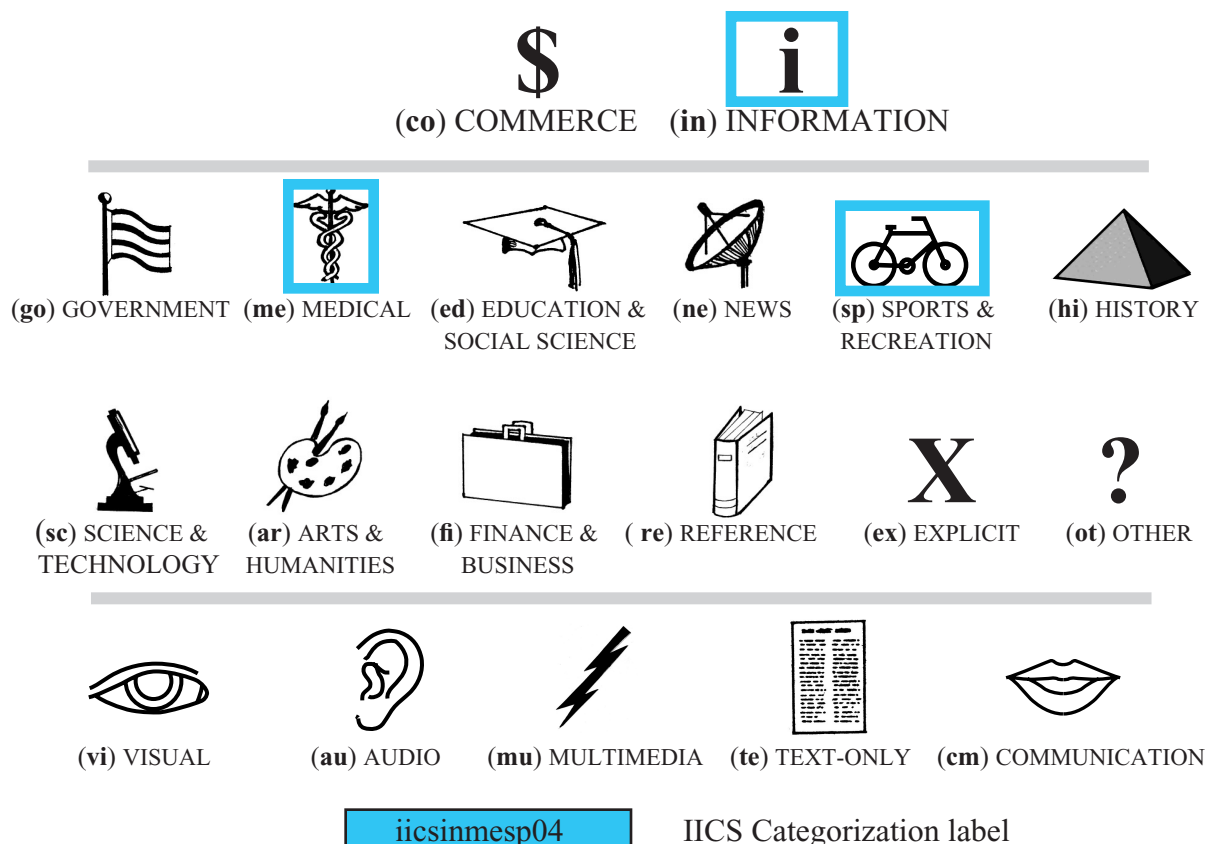 $ i
(co) COMMERCE (in) INFORMATION
(go) GOVERNMENT (me) MEDICAL (ed) EDUCATION & (ne) NEWS (sp) SPORTS & (hi) HISTORY
SOCIAL SCIENCE RECREATION
X ?
(sc) SCIENCE & (ar) ARTS & (fi) FINANCE & ( re) REFERENCE (ex) EXPLICIT (ot) OTHER
TECHNOLOGY HUMANITIES BUSINESS
(vi) VISUAL (au) AUDIO (mu) MULTIMEDIA (te) TEXT-ONLY (cm) COMMUNICATION
iicsinmesp04 IICS Categorization label